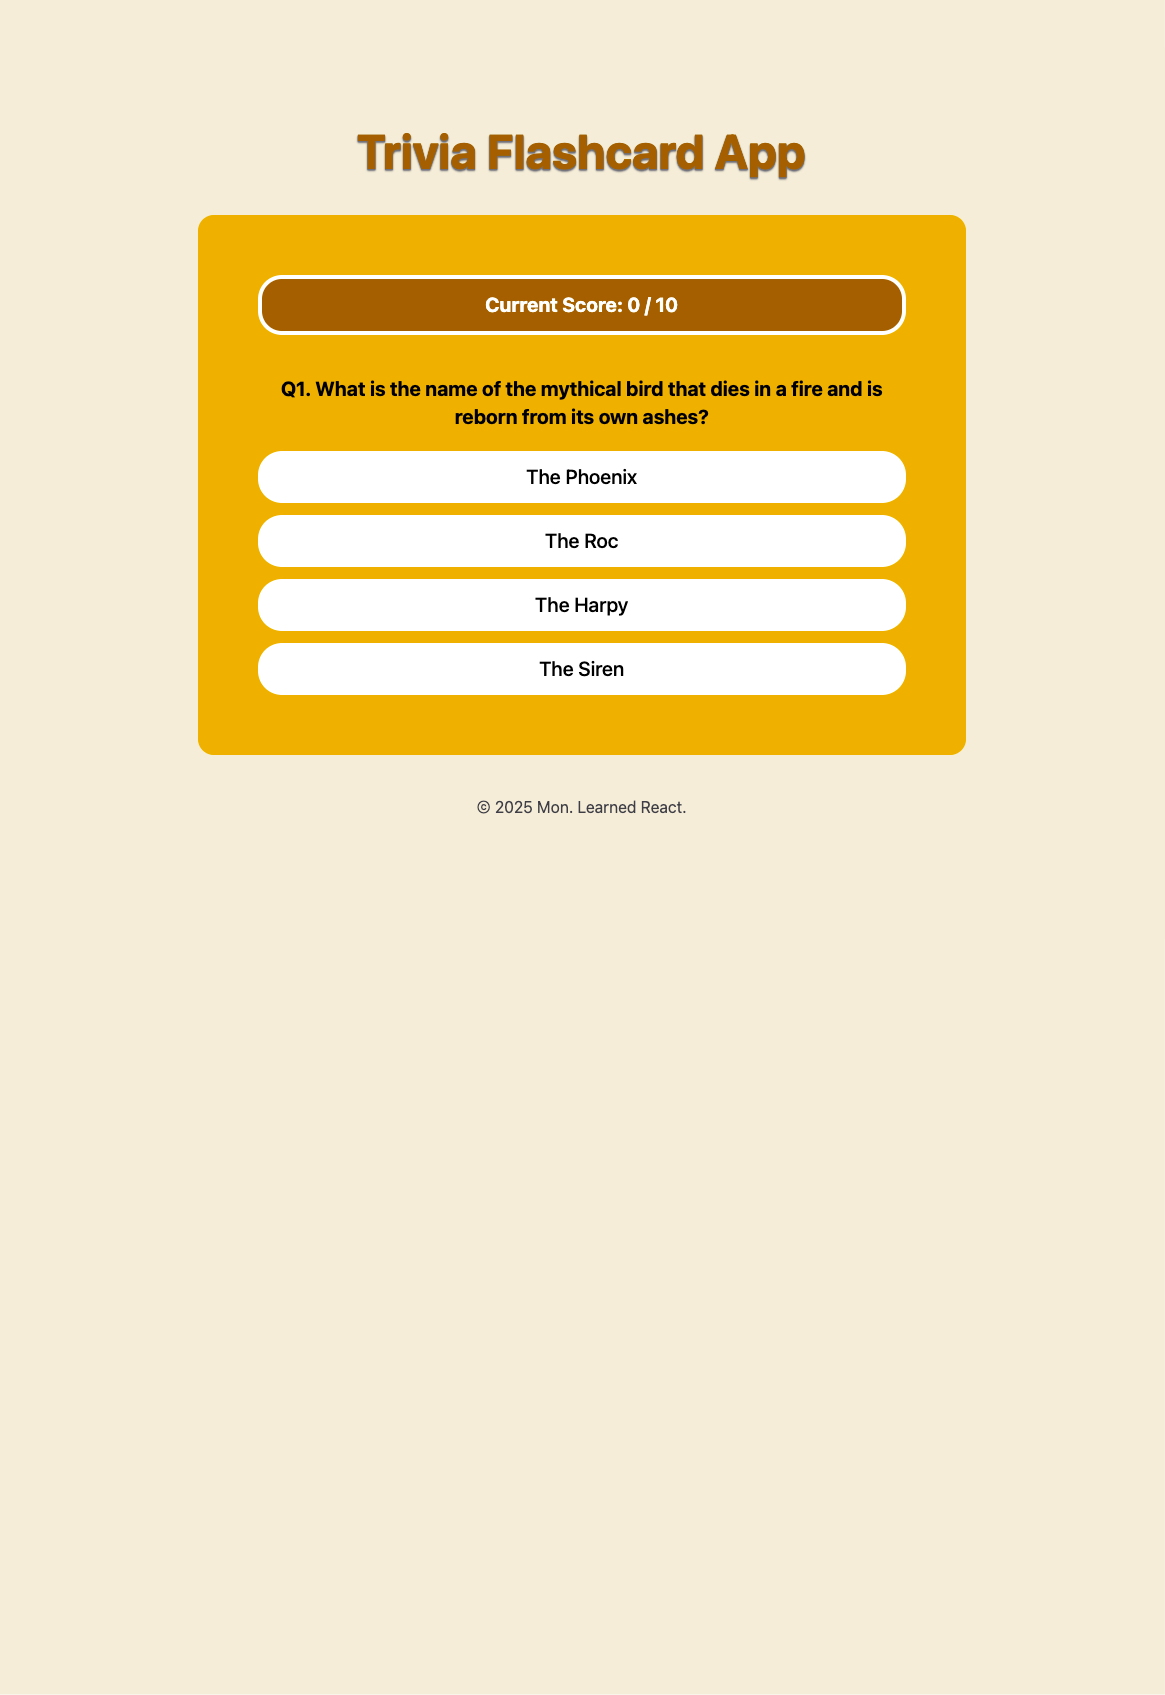 Trivia Flashcard App
Current Score: 0 / 10
Q1. What is the name of the mythical bird that dies in a fire and is
reborn from its own ashes?
The Phoenix
The Roc
The Harpy
The Siren
© 2025 Mon. Learned React.